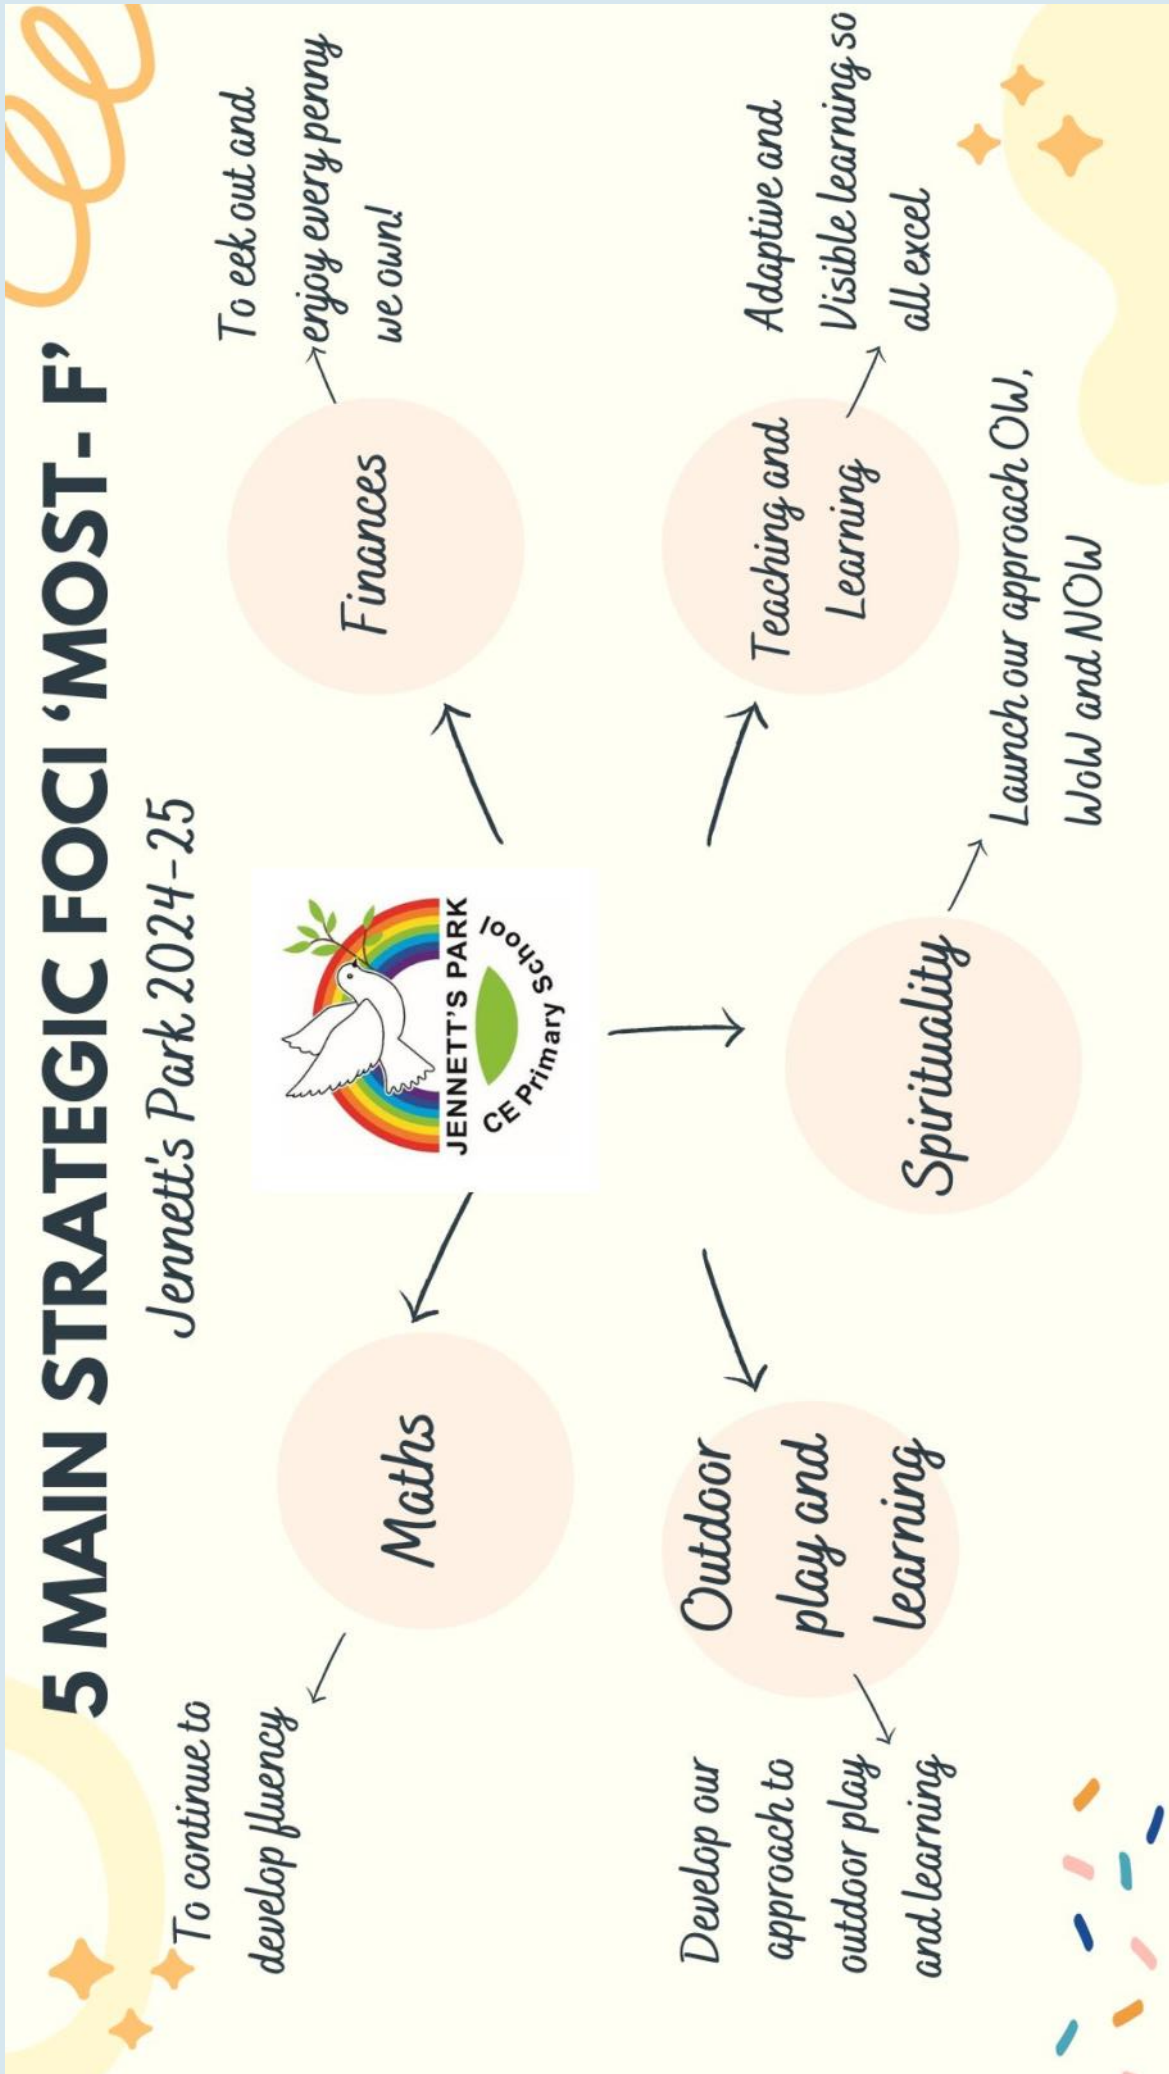 5 MAIN STRATEGIC FOCI ‘MOST- F’
Jennett's Park 2024-25
JENNETT'S PARK
CE Primary School
Maths
To continue to
develop fluency
Outdoor
play and
learning
Develop our
approach to
outdoor play
and learning
Spirituality
Launch our approach OW,
WoW and NOW
Teaching and
Learning
Adaptive and
Visible learning so
all excel
Finances
To eek out and
enjoy every penny
we own!